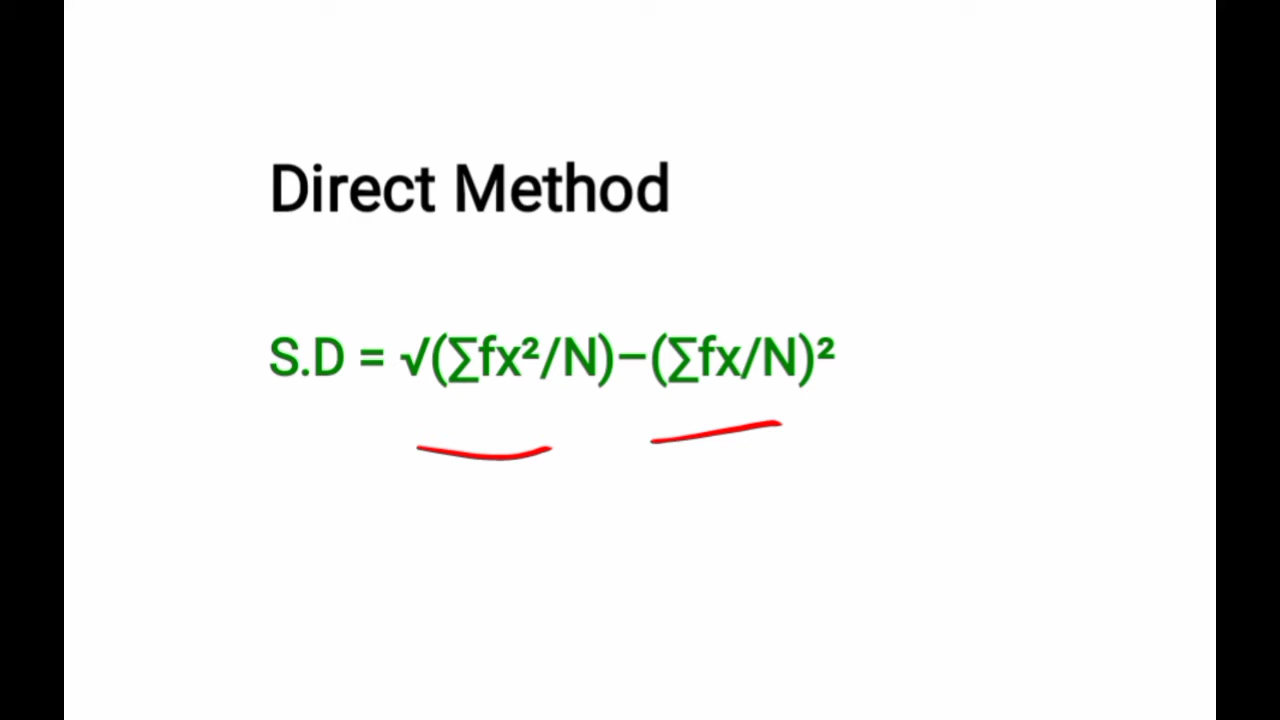 Direct Method
S.D = √(∑fx²/N)−(∑fx/N)²